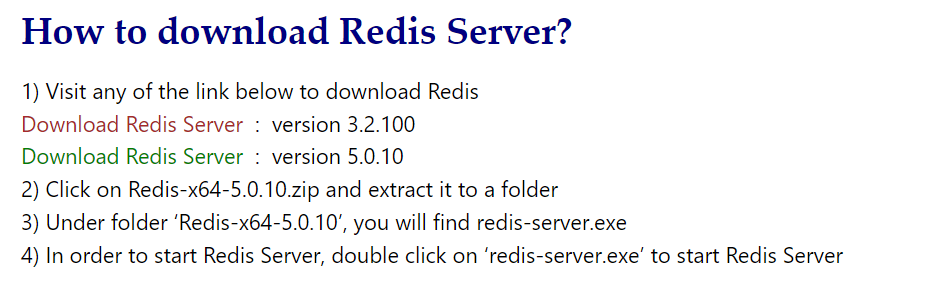 How to download Redis Server?
1) Visit any of the link below to download Redis
Download Redis Server  :  version 3.2.100
Download Redis Server  :  version 5.0.10
2) Click on Redis-x64-5.0.10.zip and extract it to a folder
3) Under folder ‘Redis-x64-5.0.10’, you will find redis-server.exe
4) In order to start Redis Server, double click on ‘redis-server.exe’ to start Redis Server